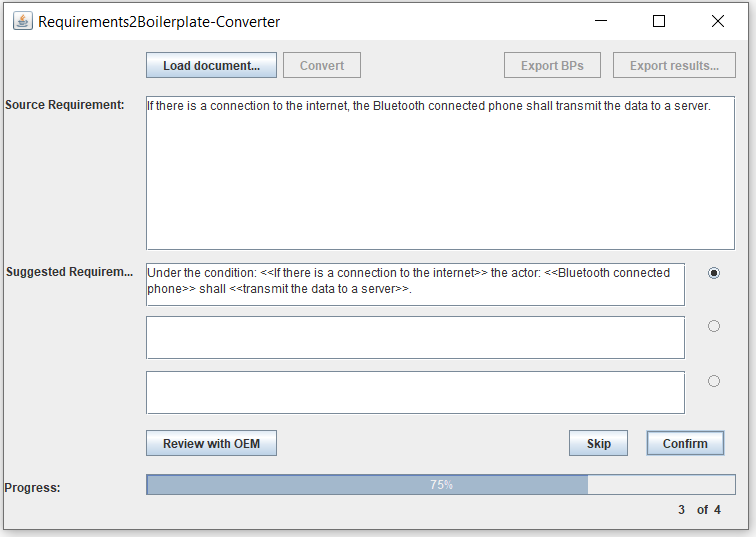 Requirements2Boilerplate-Converter
Load document... Convert Export BPs Export results...
Source Requirement: If there is a connection to the internet, the Bluetooth connected phone shall transmit the data to a server.
Suggested Requirem... Under the condition: <<If there is a connection to the internet>> the actor: <<Bluetooth connected
phone>> shall <<transmit the data to a server>>.
Review with OEM Skip Confirm
Progress: 75%
3 of 4